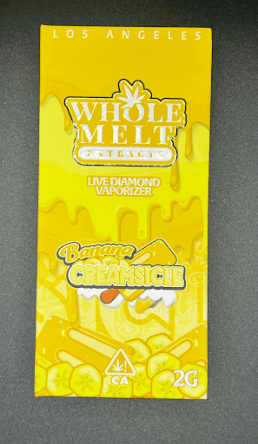 LOS ANGELES
WHOLE
MELT
EXTRACTS
LIVE DIAMOND
VAPORIZER
Banana
CREAMSICLE
CA
2G